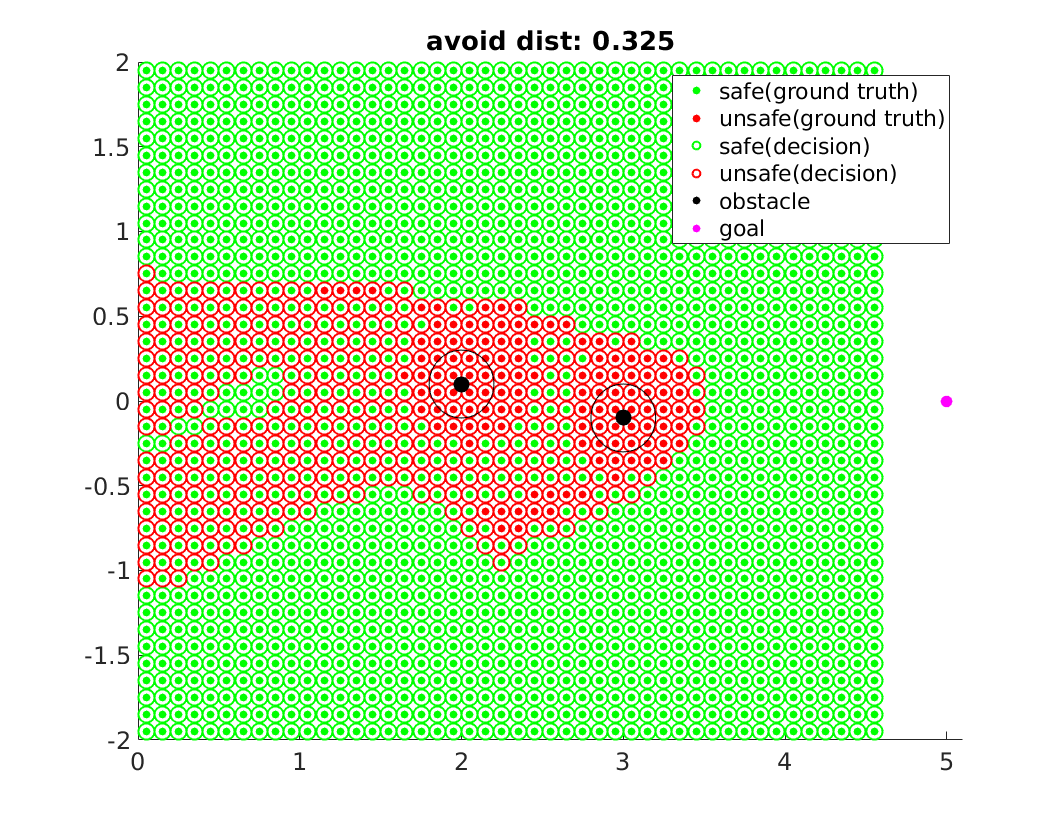 avoid dist: 0.325
2
1.5
1
0.5
0
-0.5
-1
-1.5
-2
safe(ground truth)
unsafe(ground truth)
safe(decision)
unsafe(decision)
obstacle
goal
0 1 2 3 4 5